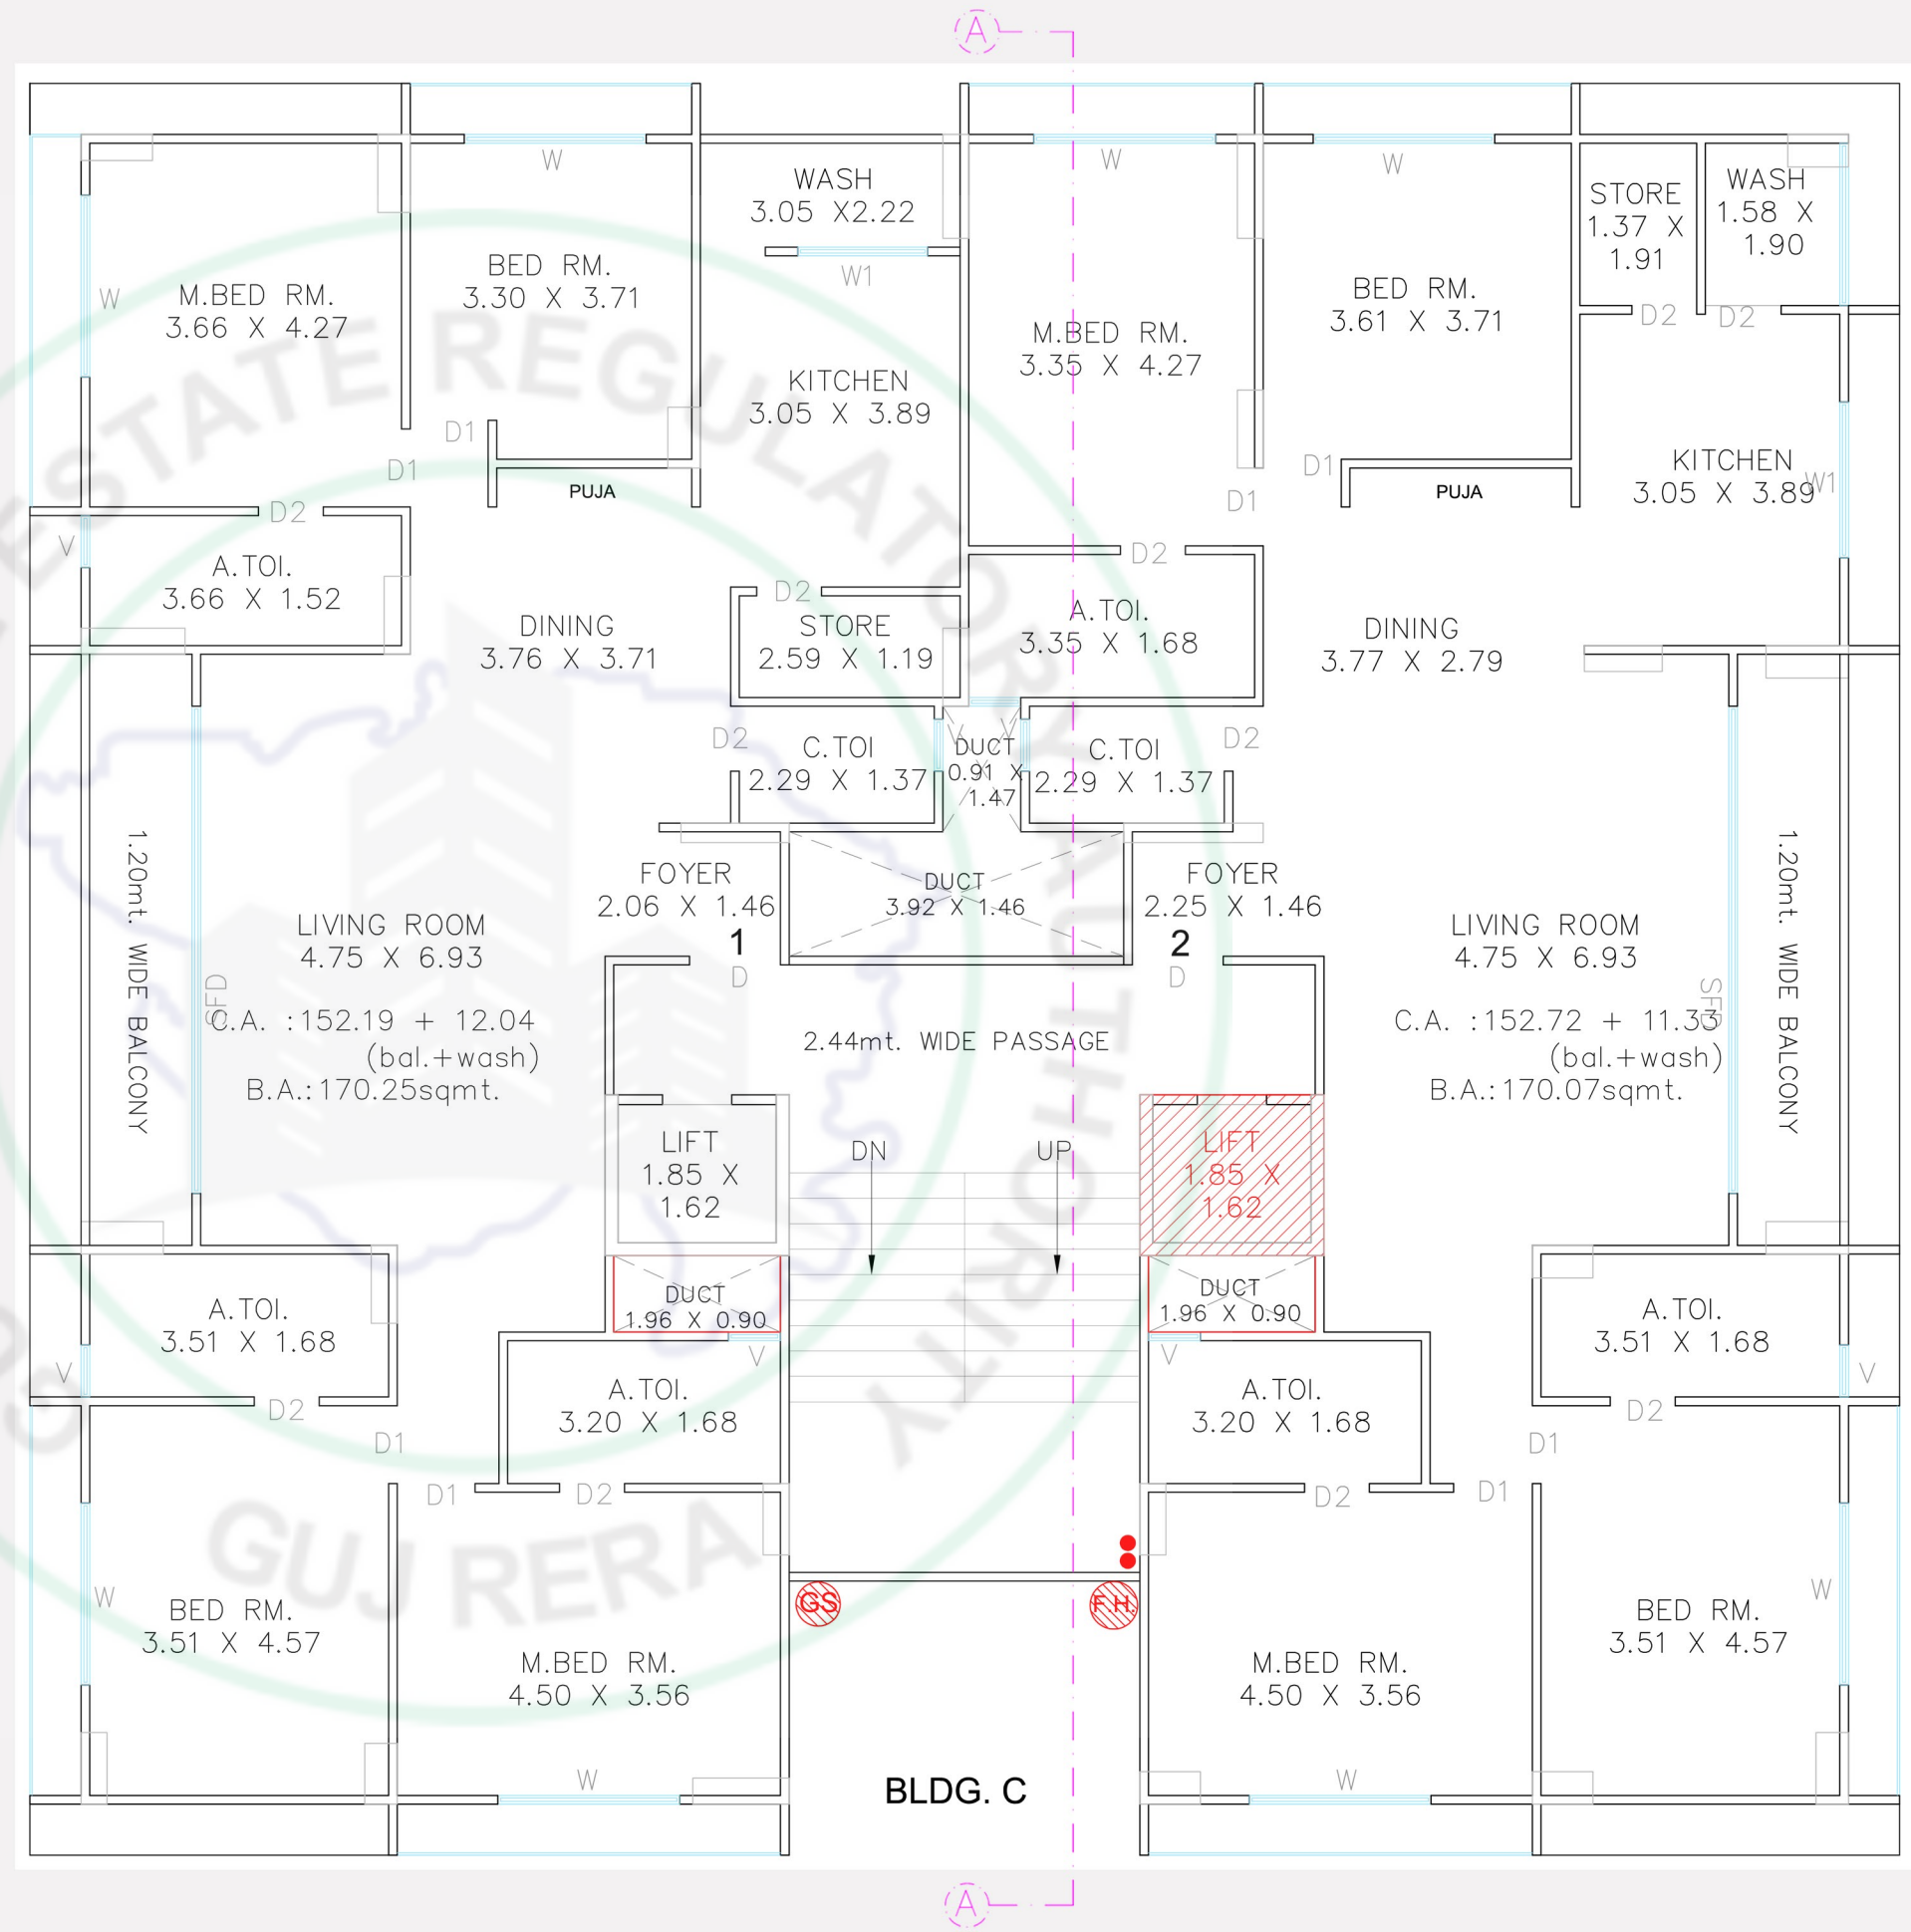 A
W
WASH
3.05 X2.22
W
W
STORE
1.37 X
1.91
WASH
1.58 X
1.90
W
M.BED RM.
3.66 X 4.27
BED RM.
3.30 X 3.71
W1
KITCHEN
3.05 X 3.89
M.BED RM.
3.35 X 4.27
BED RM.
3.61 X 3.71
D2
D2
KITCHEN
3.05 X 3.89
W1
D1
D1
PUJA
D1
D1
PUJA
D2
V
A.TOI.
3.66 X 1.52
D2
D2
DINING
3.76 X 3.71
STORE
2.59 X 1.19
A.TOI.
3.35 X 1.68
DINING
3.77 X 2.79
D2
C.TOI
2.29 X 1.37
V
V
DUCT
0.91 X
1.47
C.TOI
2.29 X 1.37
D2
1.20mt. WIDE BALCONY
SFD
LIVING ROOM
4.75 X 6.93
C.A. :152.19 + 12.04
(bal.+wash)
B.A.:170.25sqmt.
FOYER
2.06 X 1.46
1
D
DUCT
3.92 X 1.46
FOYER
2.25 X 1.46
2
D
LIVING ROOM
4.75 X 6.93
C.A. :152.72 + 11.33
(bal.+wash)
B.A.:170.07sqmt.
SFD
1.20mt. WIDE BALCONY
2.44mt. WIDE PASSAGE
LIFT
1.85 X
1.62
DN
UP
LIFT
1.85 X
1.62
DUCT
1.96 X 0.90
DUCT
1.96 X 0.90
V
A.TOI.
3.51 X 1.68
D2
D1
V
A.TOI.
3.20 X 1.68
V
A.TOI.
3.20 X 1.68
A.TOI.
3.51 X 1.68
V
D2
D1
D1
D2
D2
D1
W
BED RM.
3.51 X 4.57
M.BED RM.
4.50 X 3.56
W
GS
F.H.
M.BED RM.
4.50 X 3.56
W
BED RM.
3.51 X 4.57
W
BLDG. C
A
ESTATE REGULATORY AUTHORITY
GUJ RERA